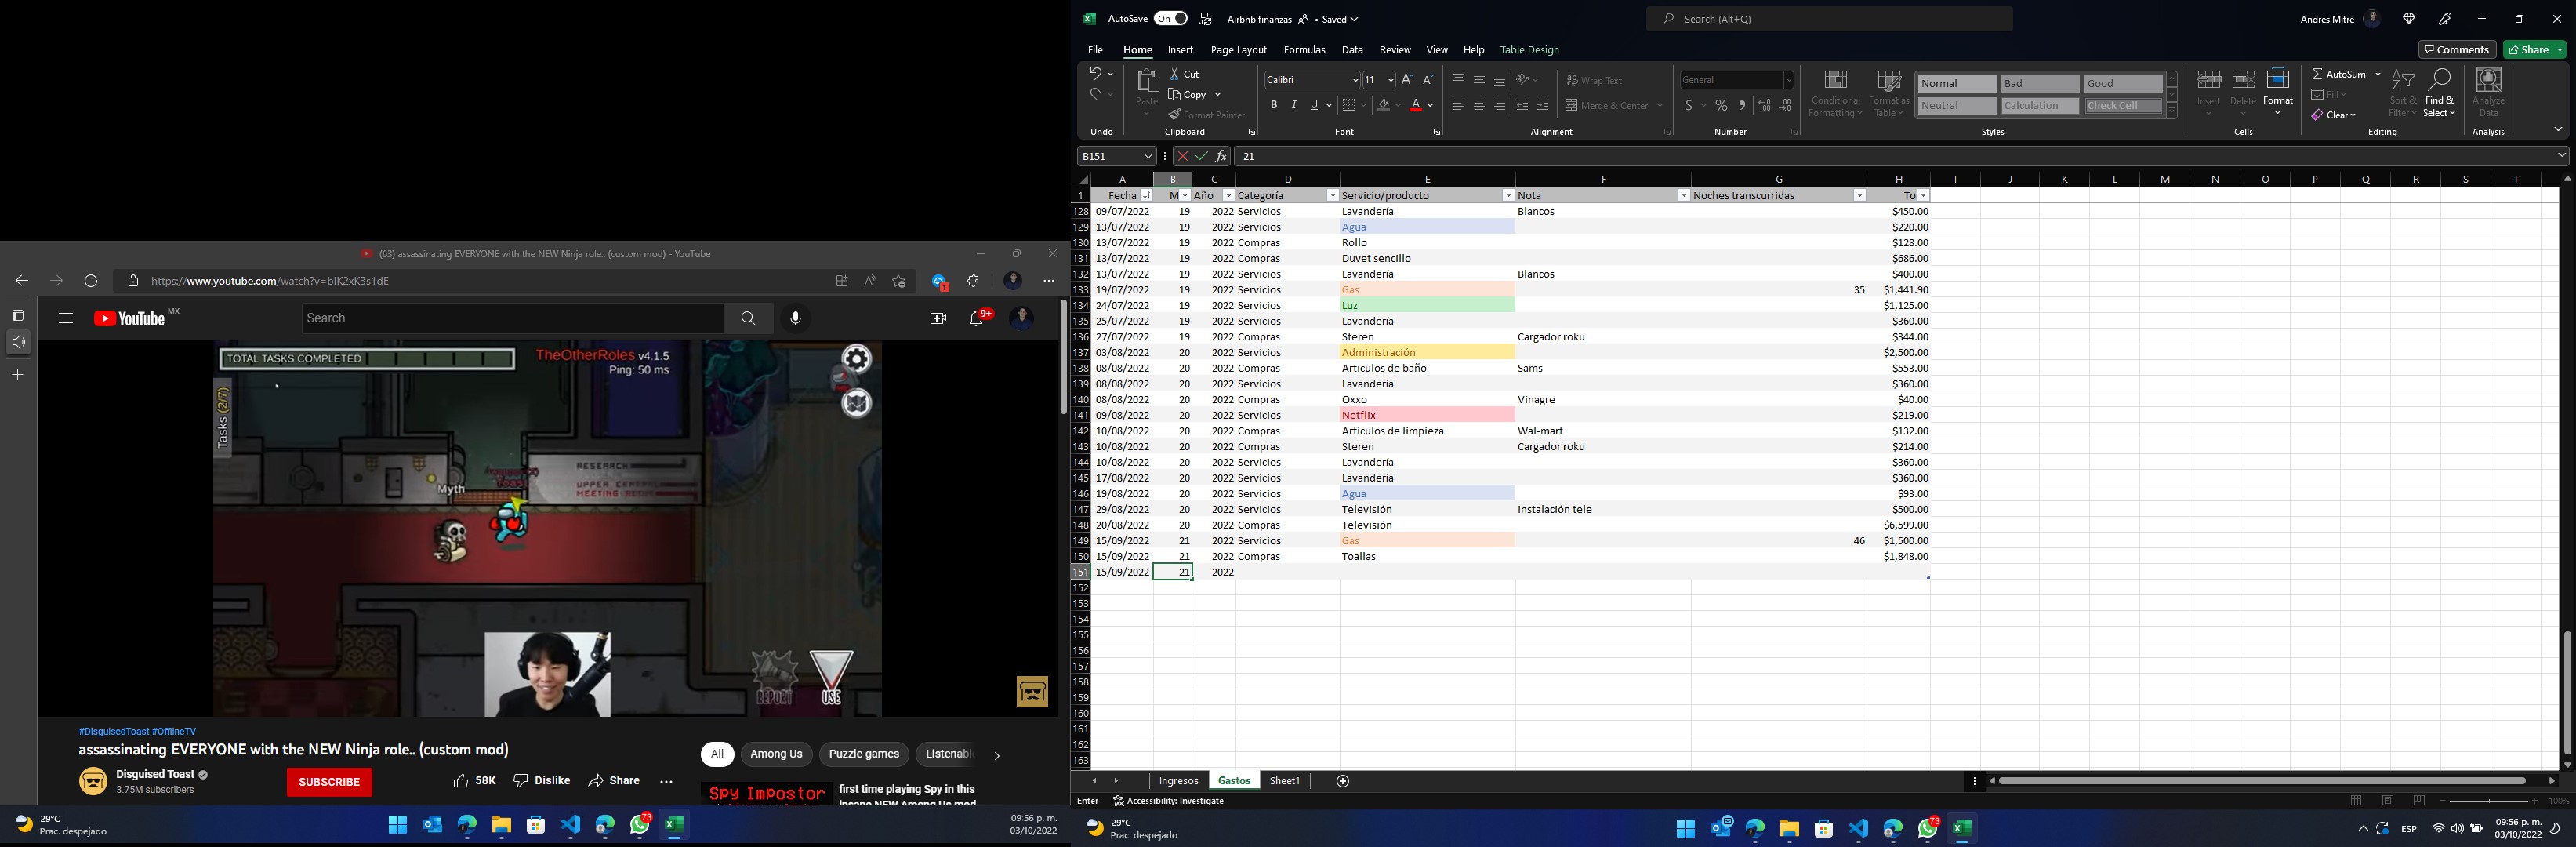 (63) assassinating EVERYONE with the NEW Ninja role.. (custom mod) - YouTube
https://www.youtube.com/watch?v=bIK2xK3s1dE
1
YouTube MX
Search
9+
TOTAL TASKS COMPLETED
TheOtherRoles v4.1.5
Ping: 50 ms
Tasks (2/7)
Myth
Toast
RESEARCH
UPPER CENTRAL
MEETING ROOM
REPORT
USE
#DisguisedToast #OfflineTV
assassinating EVERYONE with the NEW Ninja role.. (custom mod)
Disguised Toast
3.75M subscribers
SUBSCRIBE
58K
Dislike
Share
All
Among Us
Puzzle games
Listenable
Spy Impostor
first time playing Spy in this
insane NEW Among Us mod
29°C
Prac. despejado
73
09:56 p. m.
03/10/2022
AutoSave On
Airbnb finanzas • Saved
Search (Alt+Q)
Andres Mitre
File Home Insert Page Layout Formulas Data Review View Help Table Design
Comments Share
Paste
Cut
Copy
Format Painter
Calibri 11
B I U
Wrap Text
Merge & Center
General
$ % 
Conditional Formatting
Format as Table
Normal Bad Good
Neutral Calculation Check Cell
Insert Delete Format
AutoSum
Fill
Clear
Sort & Filter
Find & Select
Analyze Data
Undo Clipboard Font Alignment Number Styles Cells Editing Analysis
B151 fx 21
A B C D E F G H I J K L M N O P Q R S T
1 Fecha M Año Categoría Servicio/producto Nota Noches transcurridas To
128 09/07/2022 19 2022 Servicios Lavandería Blancos $450.00
129 13/07/2022 19 2022 Servicios Agua $220.00
130 13/07/2022 19 2022 Compras Rollo $128.00
131 13/07/2022 19 2022 Compras Duvet sencillo $686.00
132 13/07/2022 19 2022 Servicios Lavandería Blancos $400.00
133 19/07/2022 19 2022 Servicios Gas 35 $1,441.90
134 24/07/2022 19 2022 Servicios Luz $1,125.00
135 25/07/2022 19 2022 Servicios Lavandería $360.00
136 27/07/2022 19 2022 Compras Steren Cargador roku $344.00
137 03/08/2022 20 2022 Servicios Administración $2,500.00
138 08/08/2022 20 2022 Compras Articulos de baño Sams $553.00
139 08/08/2022 20 2022 Servicios Lavandería $360.00
140 08/08/2022 20 2022 Compras Oxxo Vinagre $40.00
141 09/08/2022 20 2022 Servicios Netflix $219.00
142 10/08/2022 20 2022 Compras Articulos de limpieza Wal-mart $132.00
143 10/08/2022 20 2022 Compras Steren Cargador roku $214.00
144 10/08/2022 20 2022 Servicios Lavandería $360.00
145 17/08/2022 20 2022 Servicios Lavandería $360.00
146 19/08/2022 20 2022 Servicios Agua $93.00
147 29/08/2022 20 2022 Servicios Televisión Instalación tele $500.00
148 20/08/2022 20 2022 Compras Televisión $6,599.00
149 15/09/2022 21 2022 Servicios Gas 46 $1,500.00
150 15/09/2022 21 2022 Compras Toallas $1,848.00
151 15/09/2022 21 2022
152
153
154
155
156
157
158
159
160
161
162
163
Ingresos Gastos Sheet1
Enter Accessibility: Investigate
100%
29°C
Prac. despejado
73
ESP
09:56 p. m.
03/10/2022